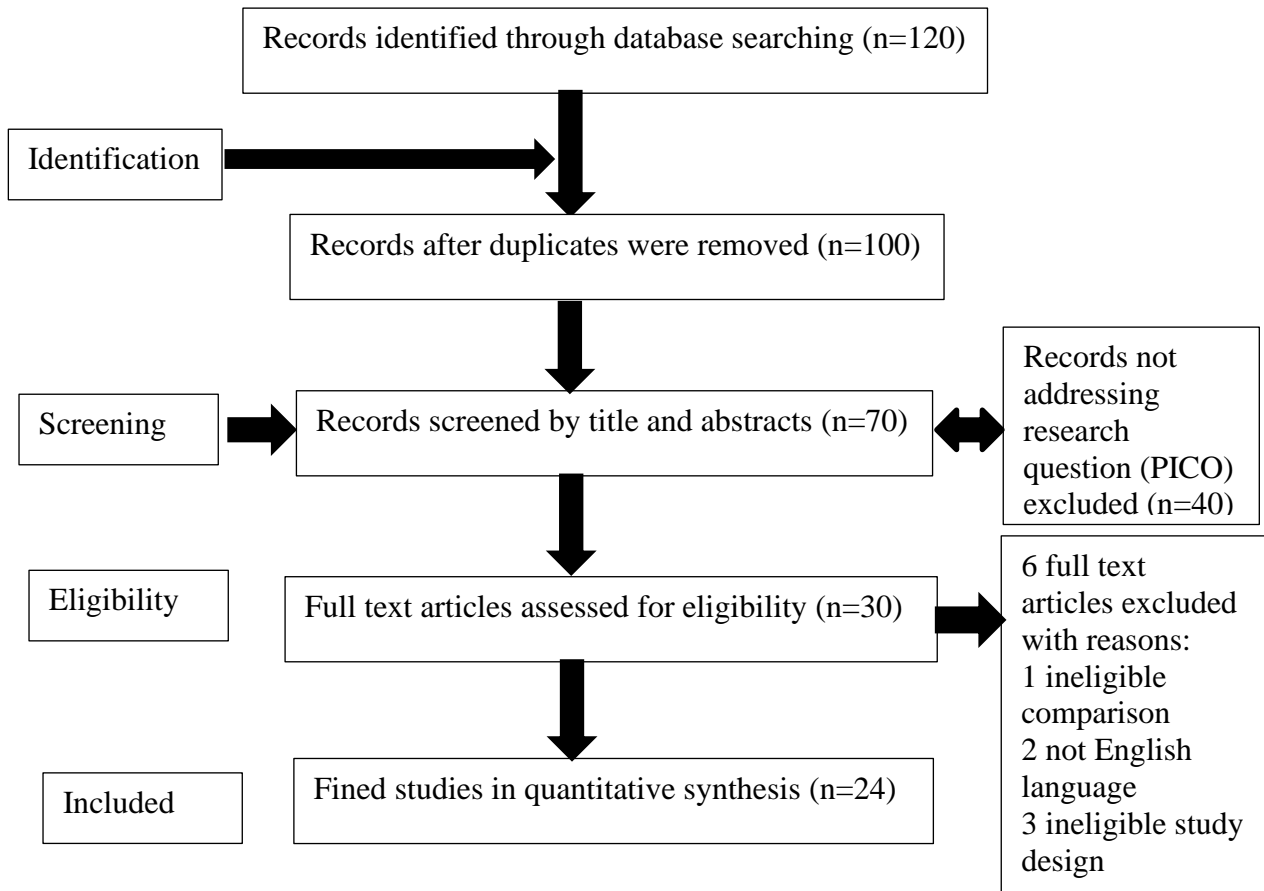 Records identified through database searching (n=120)
Identification
Records after duplicates were removed (n=100)
Screening
Records screened by title and abstracts (n=70)
Records not
addressing
research
question (PICO)
excluded (n=40)
Eligibility
Full text articles assessed for eligibility (n=30)
6 full text
articles excluded
with reasons:
1 ineligible
comparison
2 not English
language
3 ineligible study
design
Included
Fined studies in quantitative synthesis (n=24)